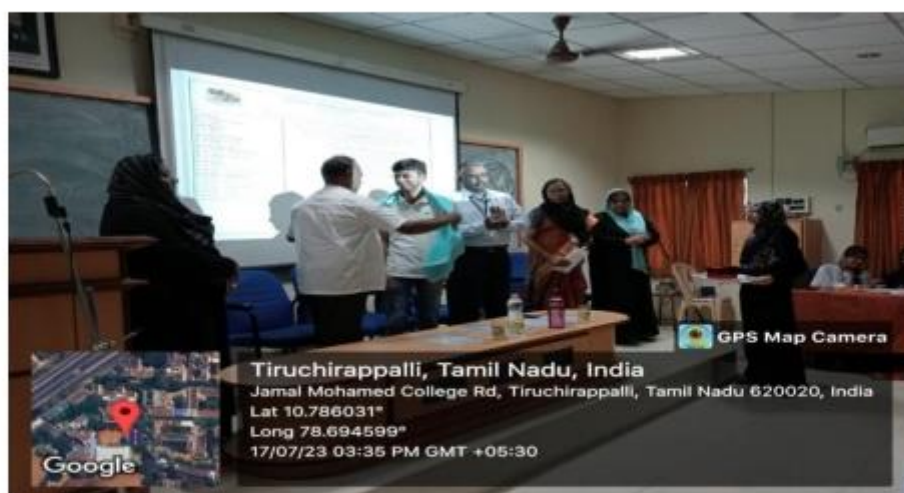 GPS Map Camera
Tiruchirappalli, Tamil Nadu, India
Jamal Mohamed College Rd, Tiruchirappalli, Tamil Nadu 620020, India
Lat 10.786031°
Long 78.694599°
17/07/23 03:35 PM GMT +05:30
Google